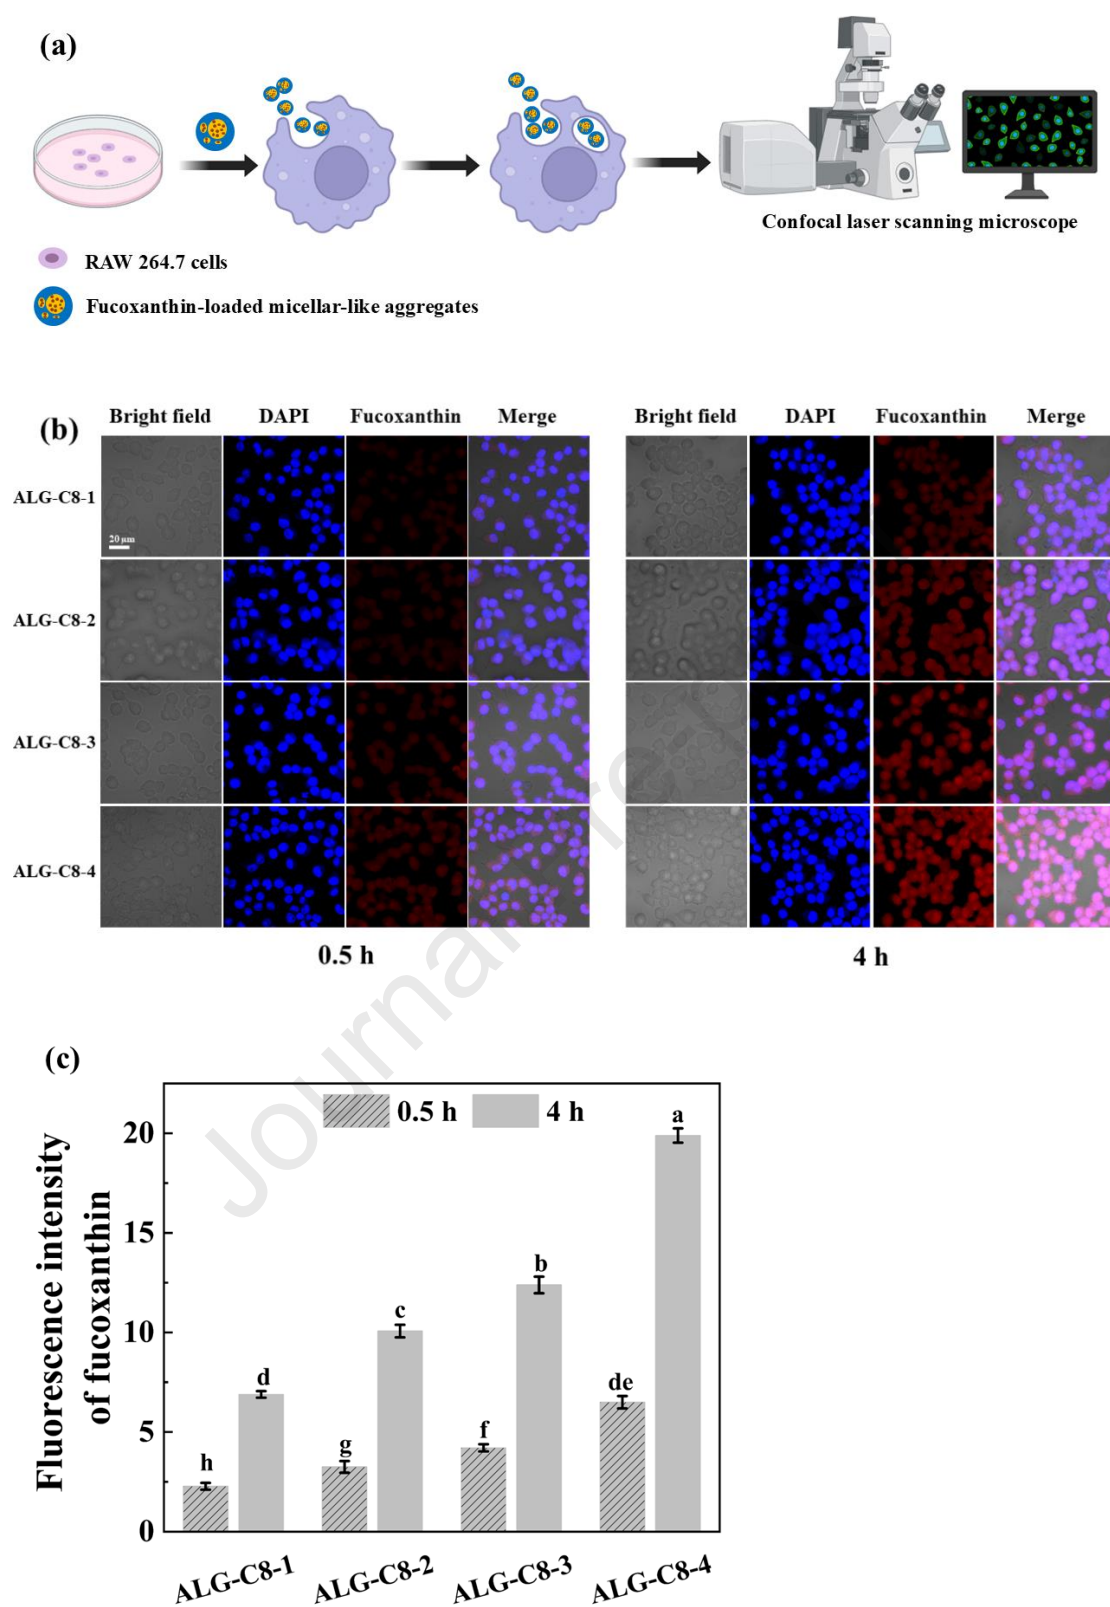 (a)
Confocal laser scanning microscope
RAW 264.7 cells
Fucoxanthin-loaded micellar-like aggregates
(b)
Bright field DAPI Fucoxanthin Merge Bright field DAPI Fucoxanthin Merge
ALG-C8-1
20 μm
ALG-C8-2
ALG-C8-3
ALG-C8-4
0.5 h 4 h
Journal Pre-
(c)
Fluorescence intensity
of fucoxanthin
0.5 h 4 h
20
15
10
5
0
h d g c f b de a
ALG-C8-1 ALG-C8-2 ALG-C8-3 ALG-C8-4